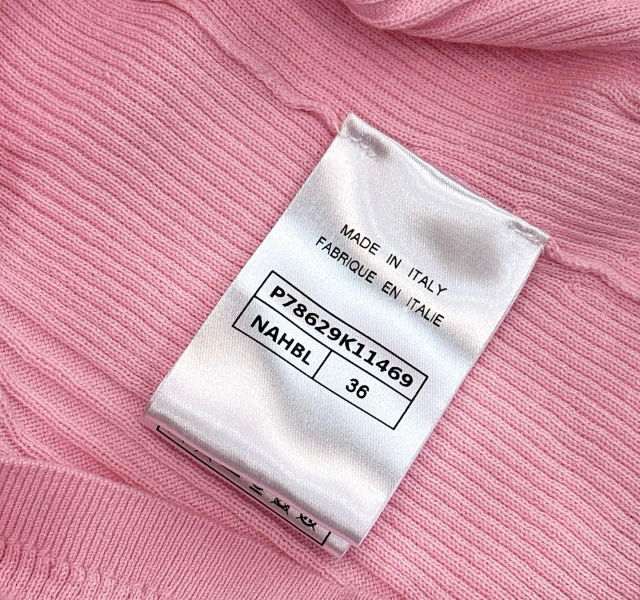 MADE IN ITALY
FABRIQUE EN ITALIE
P78629K11469
NAHBL 36